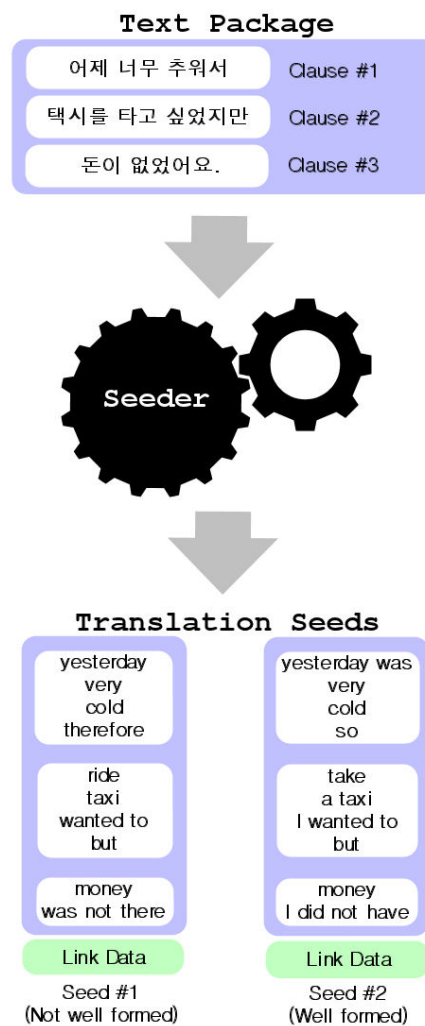 Text Package
어제 너무 추워서 Clause #1
택시를 타고 싶었지만 Clause #2
돈이 없었어요. Clause #3
Seeder
Translation Seeds
yesterday
very
cold
therefore
ride
taxi
wanted to
but
money
was not there
Link Data
Seed #1
(Not well formed)
yesterday was
very
cold
so
take
a taxi
I wanted to
but
money
I did not have
Link Data
Seed #2
(Well formed)